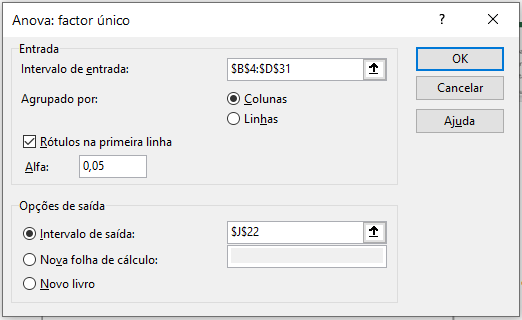 Anova: factor único
?
Entrada
Intervalo de entrada: $B$4:$D$31
Agrupado por: Colunas
Linhas
Rótulos na primeira linha
Alfa: 0,05
OK
Cancelar
Ajuda
Opções de saída
Intervalo de saída: $J$22
Nova folha de cálculo:
Novo livro